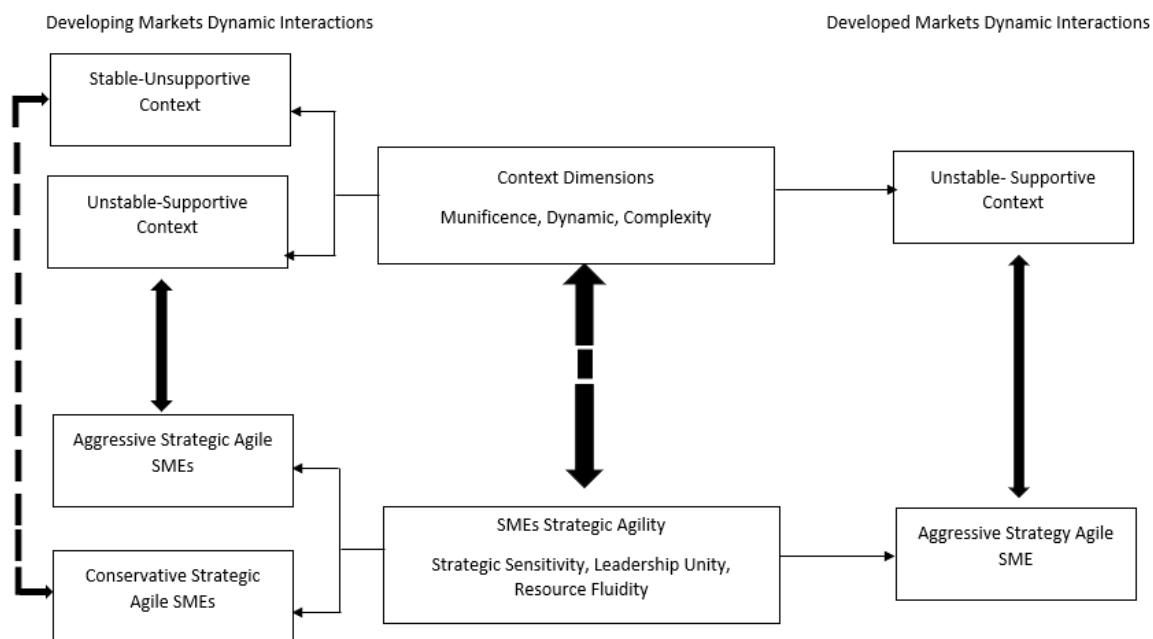 Developing Markets Dynamic Interactions
Developed Markets Dynamic Interactions
Stable-Unsupportive
Context
Unstable-Supportive
Context
Context Dimensions
Munificence, Dynamic, Complexity
Unstable- Supportive
Context
Aggressive Strategic Agile
SMEs
Conservative Strategic
Agile SMEs
SMEs Strategic Agility
Strategic Sensitivity, Leadership Unity,
Resource Fluidity
Aggressive Strategy Agile
SME